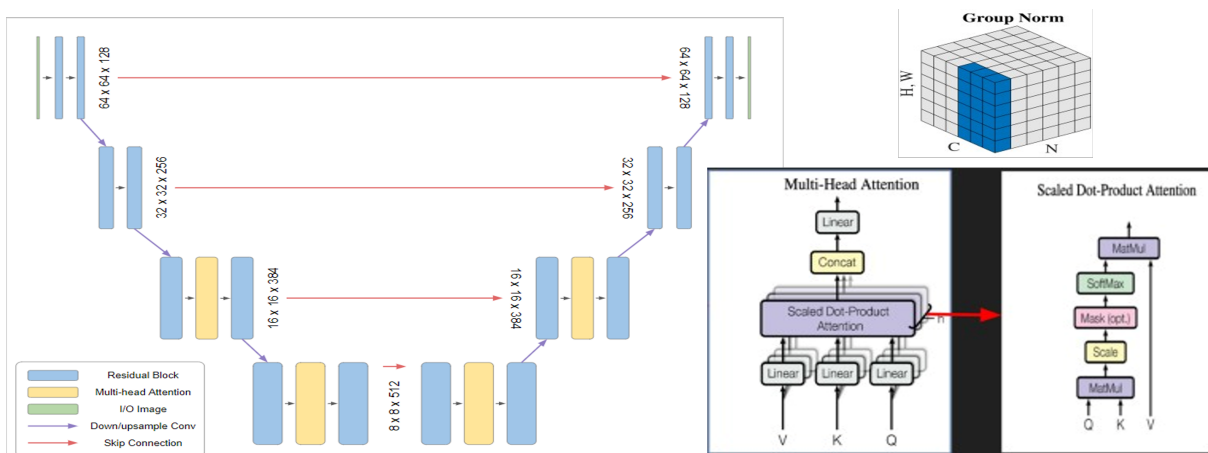 64 x 64 x 128
64 x 64 x 128
32 x 32 x 256
32 x 32 x 256
16 x 16 x 384
16 x 16 x 384
8 x 8 x 512
Residual Block
Multi-head Attention
I/O Image
Down/upsample Conv
Skip Connection
Group Norm
H, W
C
N
Multi-Head Attention
Linear
Concat
Scaled Dot-Product
Attention
h
Linear
Linear
Linear
V
K
Q
Scaled Dot-Product Attention
MatMul
SoftMax
Mask (opt.)
Scale
MatMul
Q
K
V